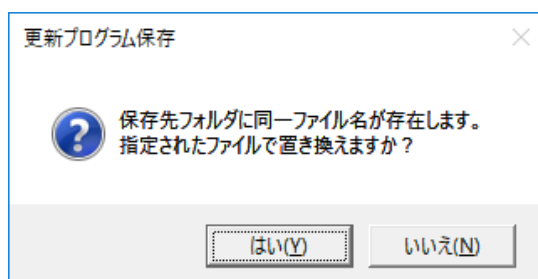 更新プログラム保存
保存先フォルダに同一ファイル名が存在します。
指定されたファイルで置き換えますか？
はい(Y)
いいえ(N)